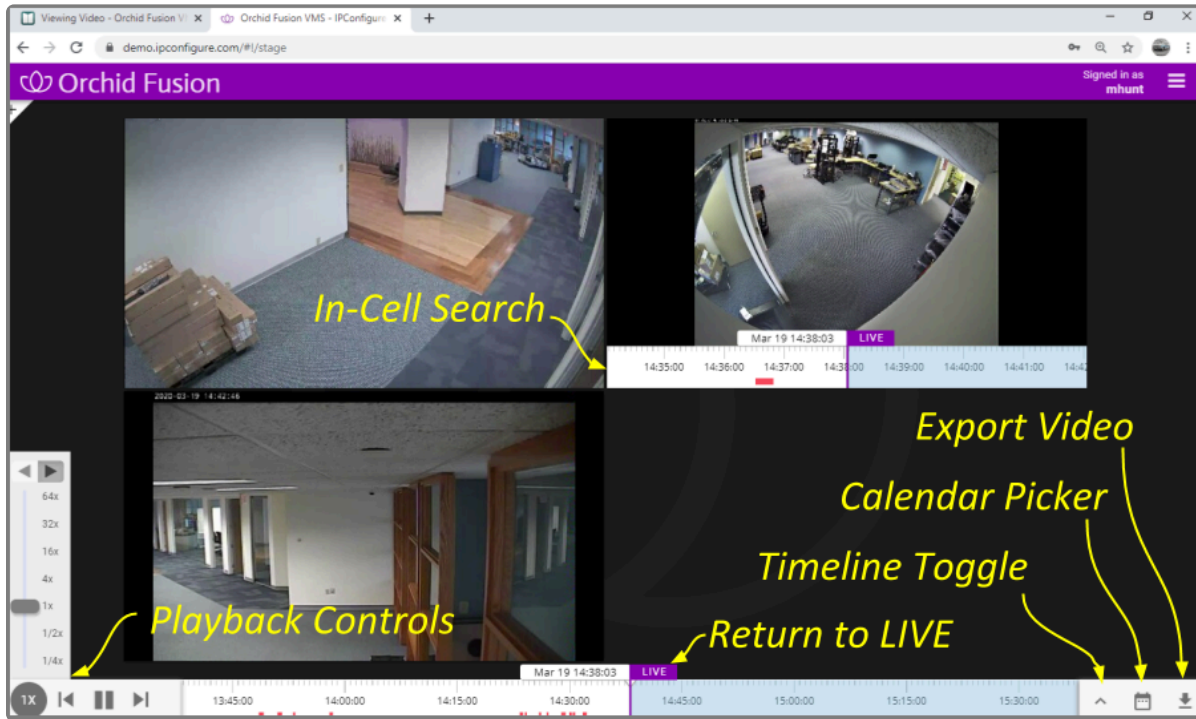 Viewing Video - Orchid Fusion V
Orchid Fusion VMS - IPConfigure
demo.ipconfigure.com/#!/stage
Orchid Fusion
Signed in as
mhunt
In-Cell Search
Mar 19 14:38:03 LIVE
14:35:00 14:36:00 14:37:00 14:38:00 14:39:00 14:40:00 14:41:00 14:42
2020-03-19 14:42:46
Export Video
Calendar Picker
Timeline Toggle
Return to LIVE
64x
32x
16x
4x
1x
1/2x
1/4x
Playback Controls
Mar 19 14:38:03 LIVE
1X
13:45:00 14:00:00 14:15:00 14:30:00 14:45:00 15:00:00 15:15:00 15:30:00